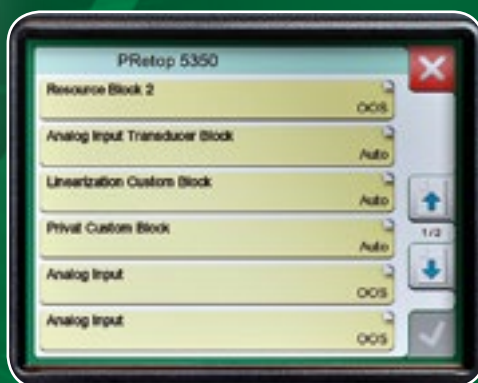 PRetop 5350
Resource Block 2
OOS
Analog Input Transducer Block
Auto
Linearization Custom Block
Auto
Privat Custom Block
Auto
1/2
Analog Input
OOS
Analog Input
OOS